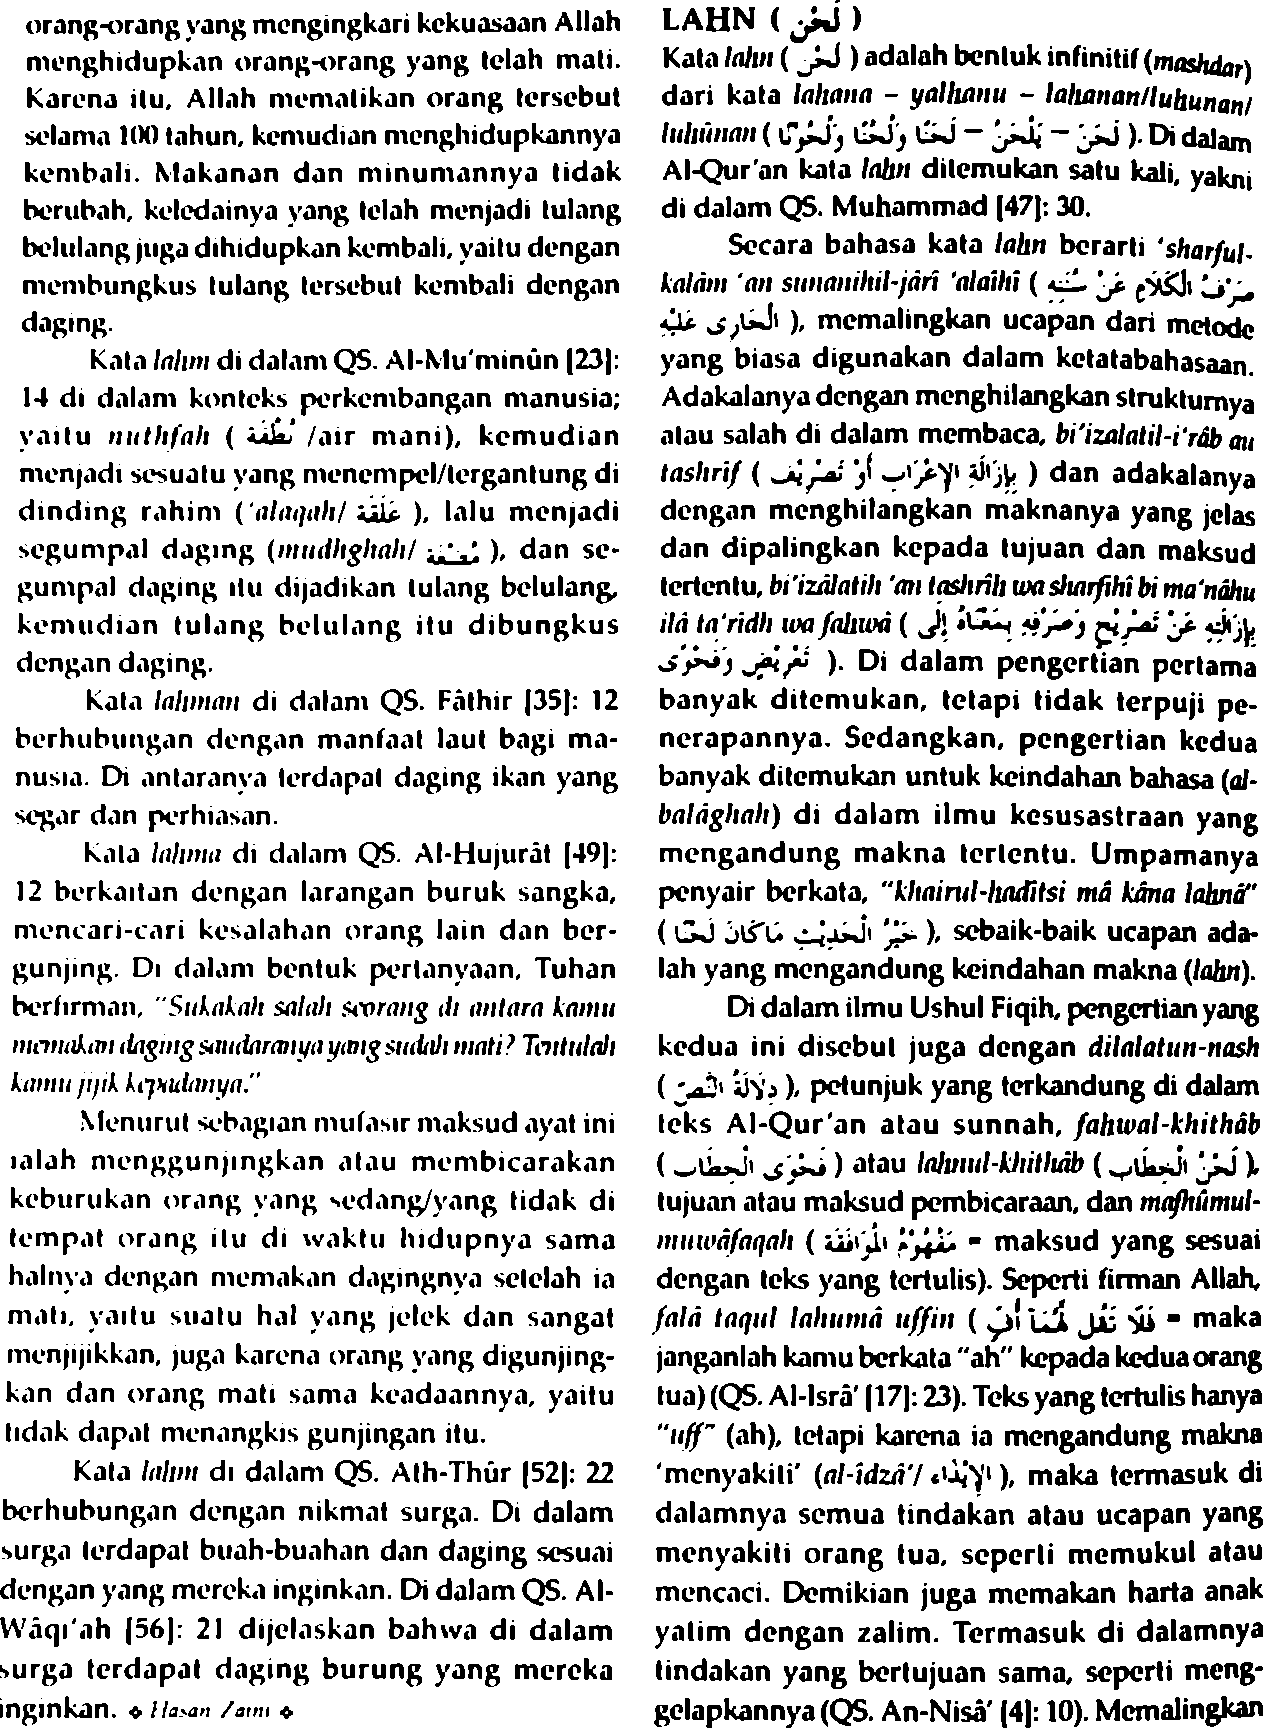 orang-orang yang mengingkari kekuasaan Allah
menghidupkan orang-orang yang telah mati.
Karena itu, Allah mematikan orang tersebut
selama 100 tahun, kemudian menghidupkannya
kembali. Makanan dan minumannya tidak
berubah, keledainya yang telah menjadi tulang
belulang juga dihidupkan kembali, yaitu dengan
membungkus tulang tersebut kembali dengan
daging.
Kata lahm di dalam QS. Al-Mu'minûn [23]:
14 di dalam konteks perkembangan manusia;
yaitu nuthfah ( نُطْفَة /air mani), kemudian
menjadi sesuatu yang menempel/tergantung di
dinding rahim ('alaqah/ عَلَقَة ), lalu menjadi
segumpal daging (mudhghah/ مُضْغَة ), dan se-
gumpal daging itu dijadikan tulang belulang,
kemudian tulang belulang itu dibungkus
dengan daging.
Kata lahman di dalam QS. Fâthir [35]: 12
berhubungan dengan manfaat laut bagi ma-
nusia. Di antaranya terdapat daging ikan yang
segar dan perhiasan.
Kata lahma di dalam QS. Al-Hujurât [49]:
12 berkaitan dengan larangan buruk sangka,
mencari-cari kesalahan orang lain dan ber-
gunjing. Di dalam bentuk pertanyaan, Tuhan
berfirman, "Sukakah salah seorang di antara kamu
memakan daging saudaranya yang sudah mati? Tentulah
kamu jijik kepadanya."
Menurut sebagian mufasir maksud ayat ini
ialah menggunjingkan atau membicarakan
keburukan orang yang sedang/yang tidak di
tempat orang itu di waktu hidupnya sama
halnya dengan memakan dagingnya setelah ia
mati, yaitu suatu hal yang jelek dan sangat
menjijikkan, juga karena orang yang digunjing-
kan dan orang mati sama keadaannya, yaitu
tidak dapat menangkis gunjingan itu.
Kata lahm di dalam QS. Ath-Thûr [52]: 22
berhubungan dengan nikmat surga. Di dalam
surga terdapat buah-buahan dan daging sesuai
dengan yang mereka inginkan. Di dalam QS. Al-
Wâqi'ah [56]: 21 dijelaskan bahwa di dalam
surga terdapat daging burung yang mereka
inginkan. ❖ Hasan Zaini ❖
LAHN ( لَحْن )
Kata lahn ( لَحْن ) adalah bentuk infinitif (mashdar)
dari kata lahana – yalhanu – lahanan/luhunan/
luhûnan ( لَحَنَ – يَلْحَنُ – لَحَنًا وَلُحْنًا وَلُحُوْنًا ). Di dalam
Al-Qur'an kata lahn ditemukan satu kali, yakni
di dalam QS. Muhammad [47]: 30.
Secara bahasa kata lahn berarti 'sharful-
kalâm 'an sunanihil-jârî 'alaihî ( صَرْفُ الْكَلَامِ عَنْ سُنَنِهِ
الْجَارِى عَلَيْهِ ), memalingkan ucapan dari metode
yang biasa digunakan dalam ketatabahasaan.
Adakalanya dengan menghilangkan strukturnya
atau salah di dalam membaca, bi'izalatil-i'râb au
tashrif ( بِإِزَالَةِ الإِعْرَابِ أَوْ تَصْرِيْف ) dan adakalanya
dengan menghilangkan maknanya yang jelas
dan dipalingkan kepada tujuan dan maksud
tertentu, bi'izâlatih 'an tashrîh wa sharfihî bi ma'nâhu
ilâ ta'ridh wa fahwâ ( بِإِزَالَتِهِ عَنْ تَصْرِيْحٍ وَصَرْفِهِ بِمَعْنَاهُ إِلَى
تَعْرِيْضٍ وَفَحْوَى ). Di dalam pengertian pertama
banyak ditemukan, tetapi tidak terpuji pe-
nerapannya. Sedangkan, pengertian kedua
banyak ditemukan untuk keindahan bahasa (al-
balâghah) di dalam ilmu kesusastraan yang
mengandung makna tertentu. Umpamanya
penyair berkata, "khairul-hadîtsi mâ kâna lahnâ"
( خَيْرُ الْحَدِيْثِ مَاكَانَ لَحْنًا ), sebaik-baik ucapan ada-
lah yang mengandung keindahan makna (lahn).
Di dalam ilmu Ushul Fiqih, pengertian yang
kedua ini disebut juga dengan dilalatun-nash
( دِلَالَةُ النَّصِّ ), petunjuk yang terkandung di dalam
teks Al-Qur'an atau sunnah, fahwal-khithâb
( فَحْوَى الْخِطَابِ ) atau lahnul-khithâb ( لَحْنُ الْخِطَابِ ),
tujuan atau maksud pembicaraan, dan mafhûmul-
muwâfaqah ( مَفْهُوْمُ الْمُوَافَقَة = maksud yang sesuai
dengan teks yang tertulis). Seperti firman Allah,
falâ taqul lahumâ uffin ( فَلَا تَقُل لَّهُمَآ أُفٍّ = maka
janganlah kamu berkata "ah" kepada kedua orang
tua) (QS. Al-Isrâ' [17]: 23). Teks yang tertulis hanya
"uff" (ah), tetapi karena ia mengandung makna
'menyakiti' (al-îdzâ'/ الإِيْذَاء ), maka termasuk di
dalamnya semua tindakan atau ucapan yang
menyakiti orang tua, seperti memukul atau
mencaci. Demikian juga memakan harta anak
yatim dengan zalim. Termasuk di dalamnya
tindakan yang bertujuan sama, seperti meng-
gelapkannya (QS. An-Nisâ' [4]: 10). Memalingkan